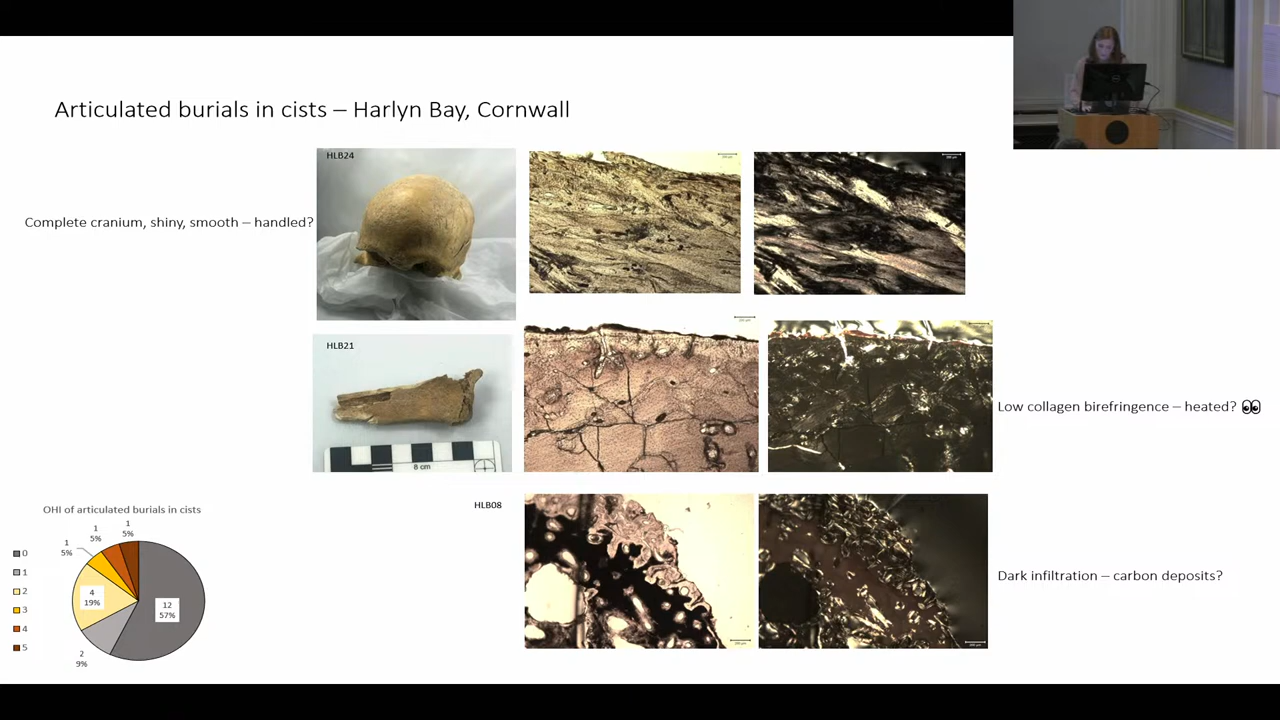 Articulated burials in cists – Harlyn Bay, Cornwall
HLB24
Complete cranium, shiny, smooth – handled?
HLB21
8 cm
Low collagen birefringence – heated? 👀
HLB08
Dark infiltration – carbon deposits?
OHI of articulated burials in cists
0
1
2
3
4
5
1
5%
1
5%
1
5%
4
19%
2
9%
12
57%